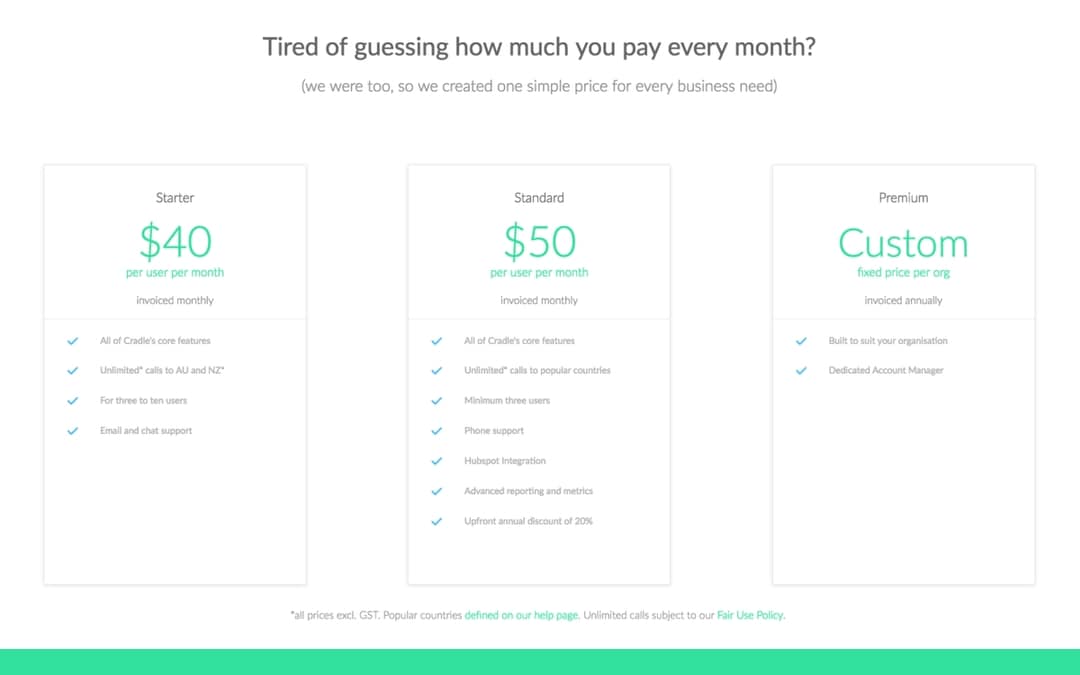 Tired of guessing how much you pay every month?
(we were too, so we created one simple price for every business need)
Starter
$40
per user per month
invoiced monthly
All of Cradle's core features
Unlimited* calls to AU and NZ*
For three to ten users
Email and chat support
Standard
$50
per user per month
invoiced monthly
All of Cradle's core features
Unlimited* calls to popular countries
Minimum three users
Phone support
Hubspot Integration
Advanced reporting and metrics
Upfront annual discount of 20%
Premium
Custom
fixed price per org
invoiced annually
Built to suit your organisation
Dedicated Account Manager
*all prices excl. GST. Popular countries defined on our help page. Unlimited calls subject to our Fair Use Policy.